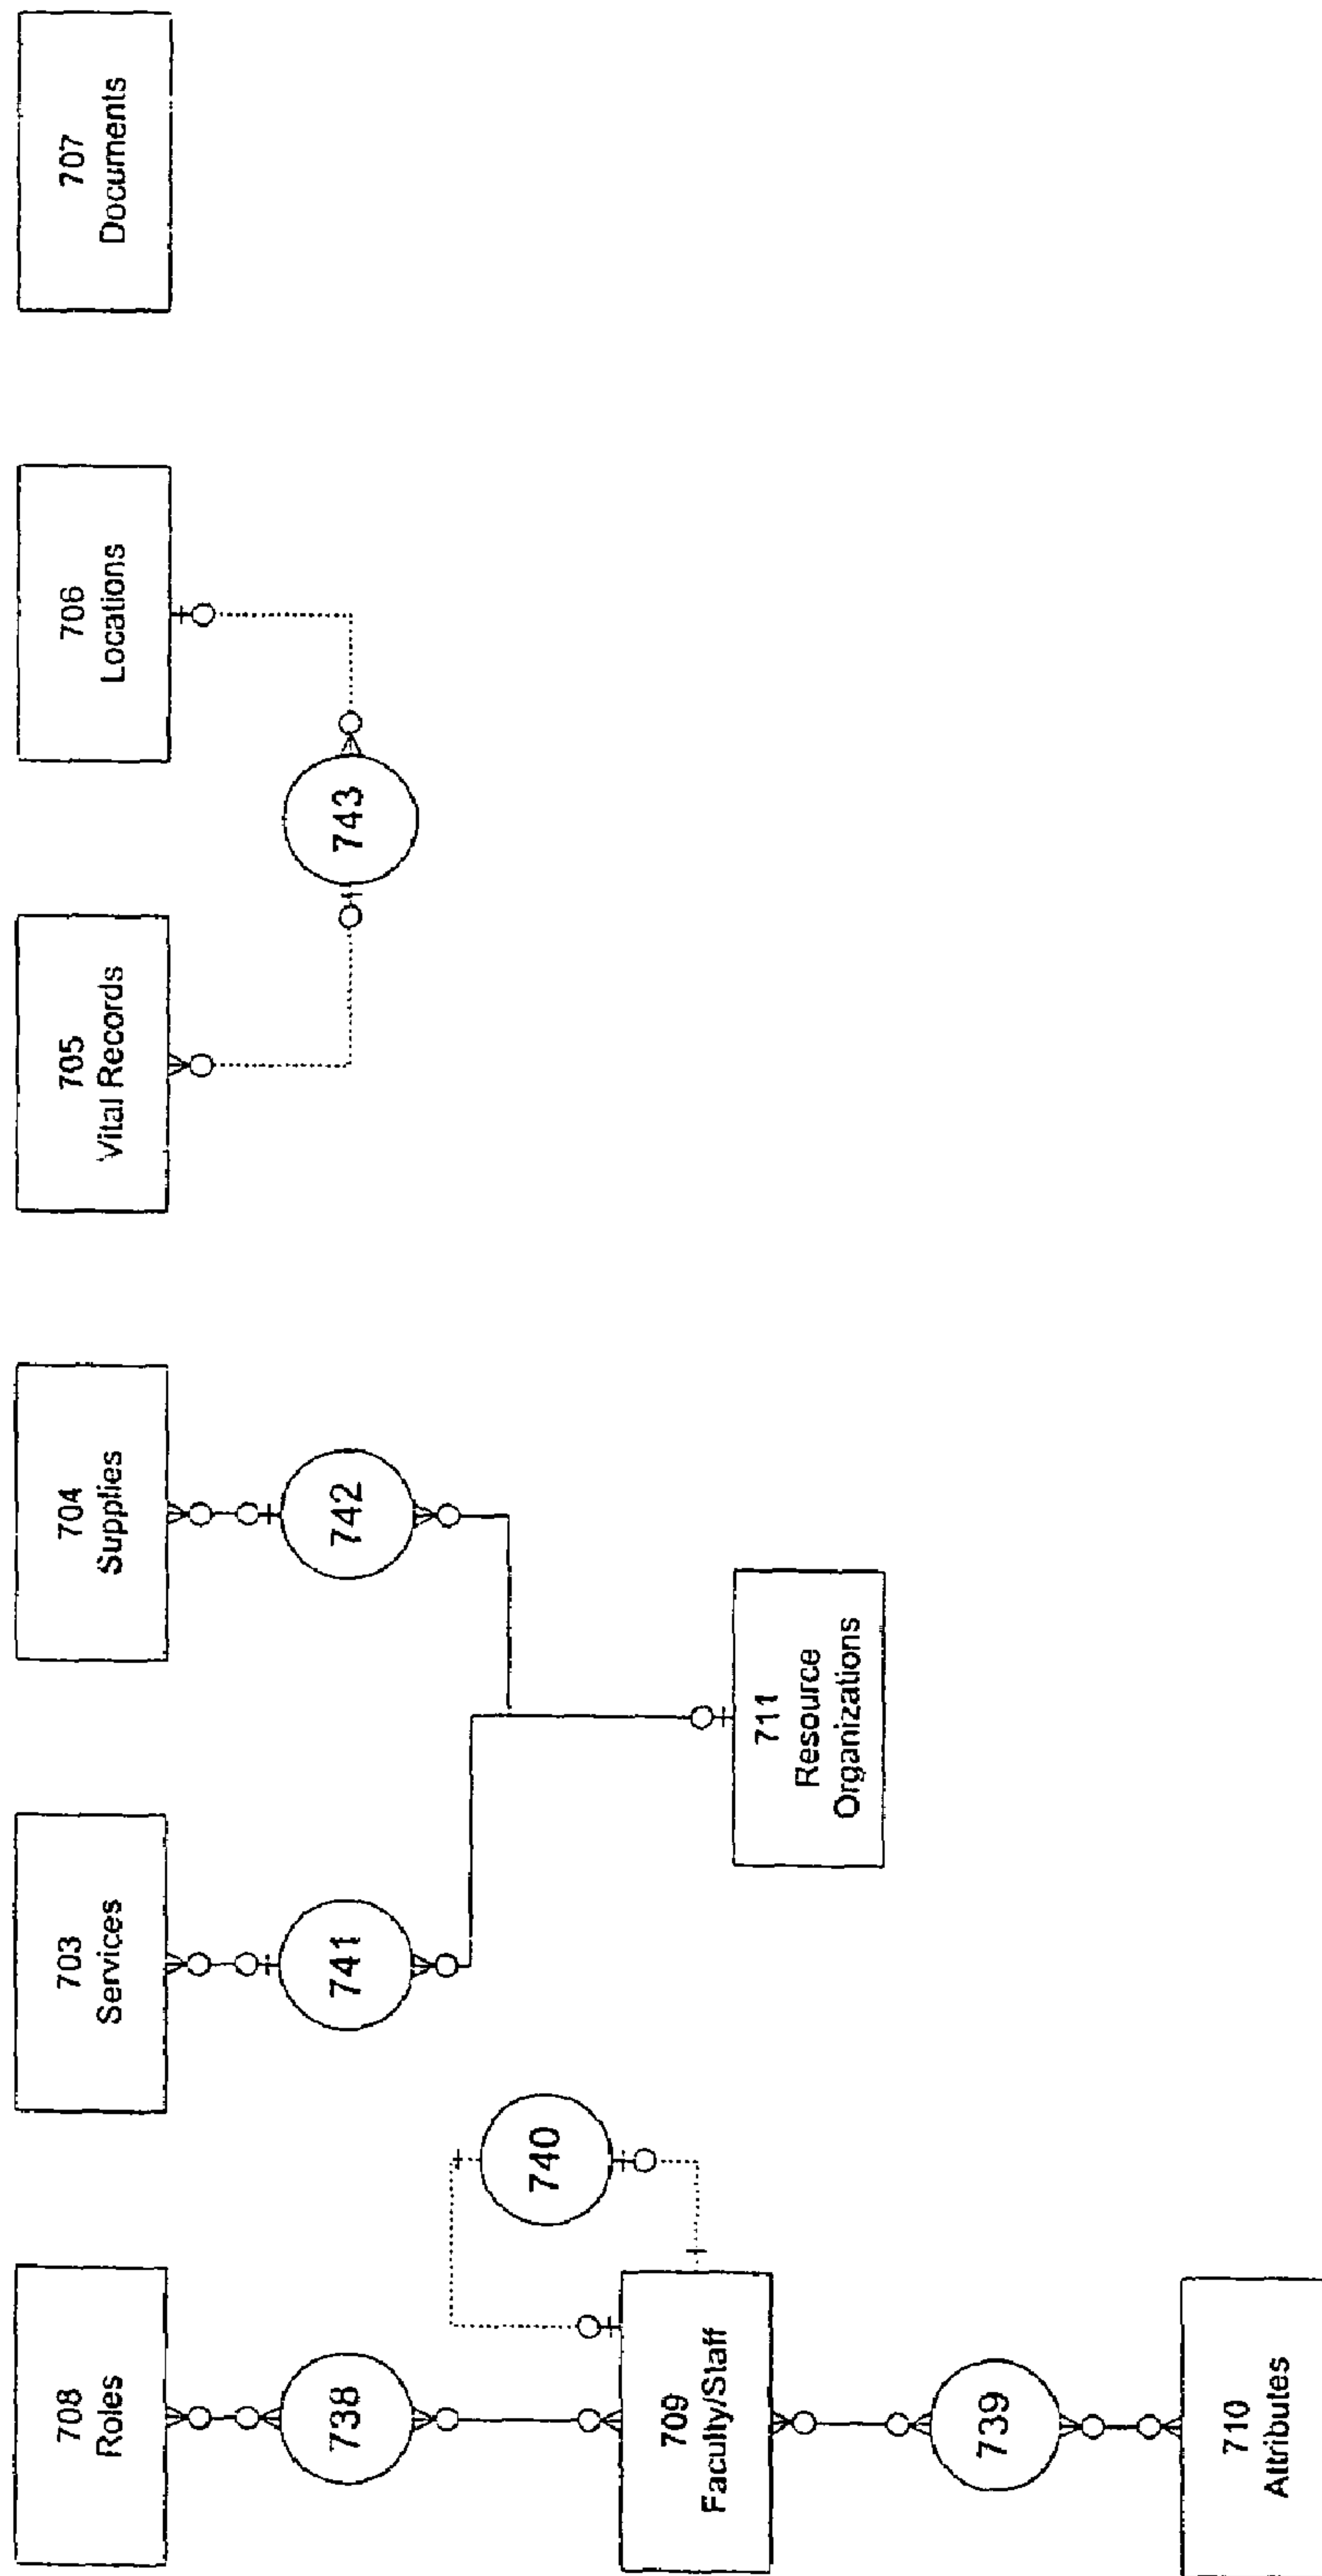 708
Roles
703
Services
704
Supplies
705
Vital Records
706
Locations
707
Documents
738
741
742
743
740
709
Faculty/Staff
711
Resource
Organizations
739
710
Attributes